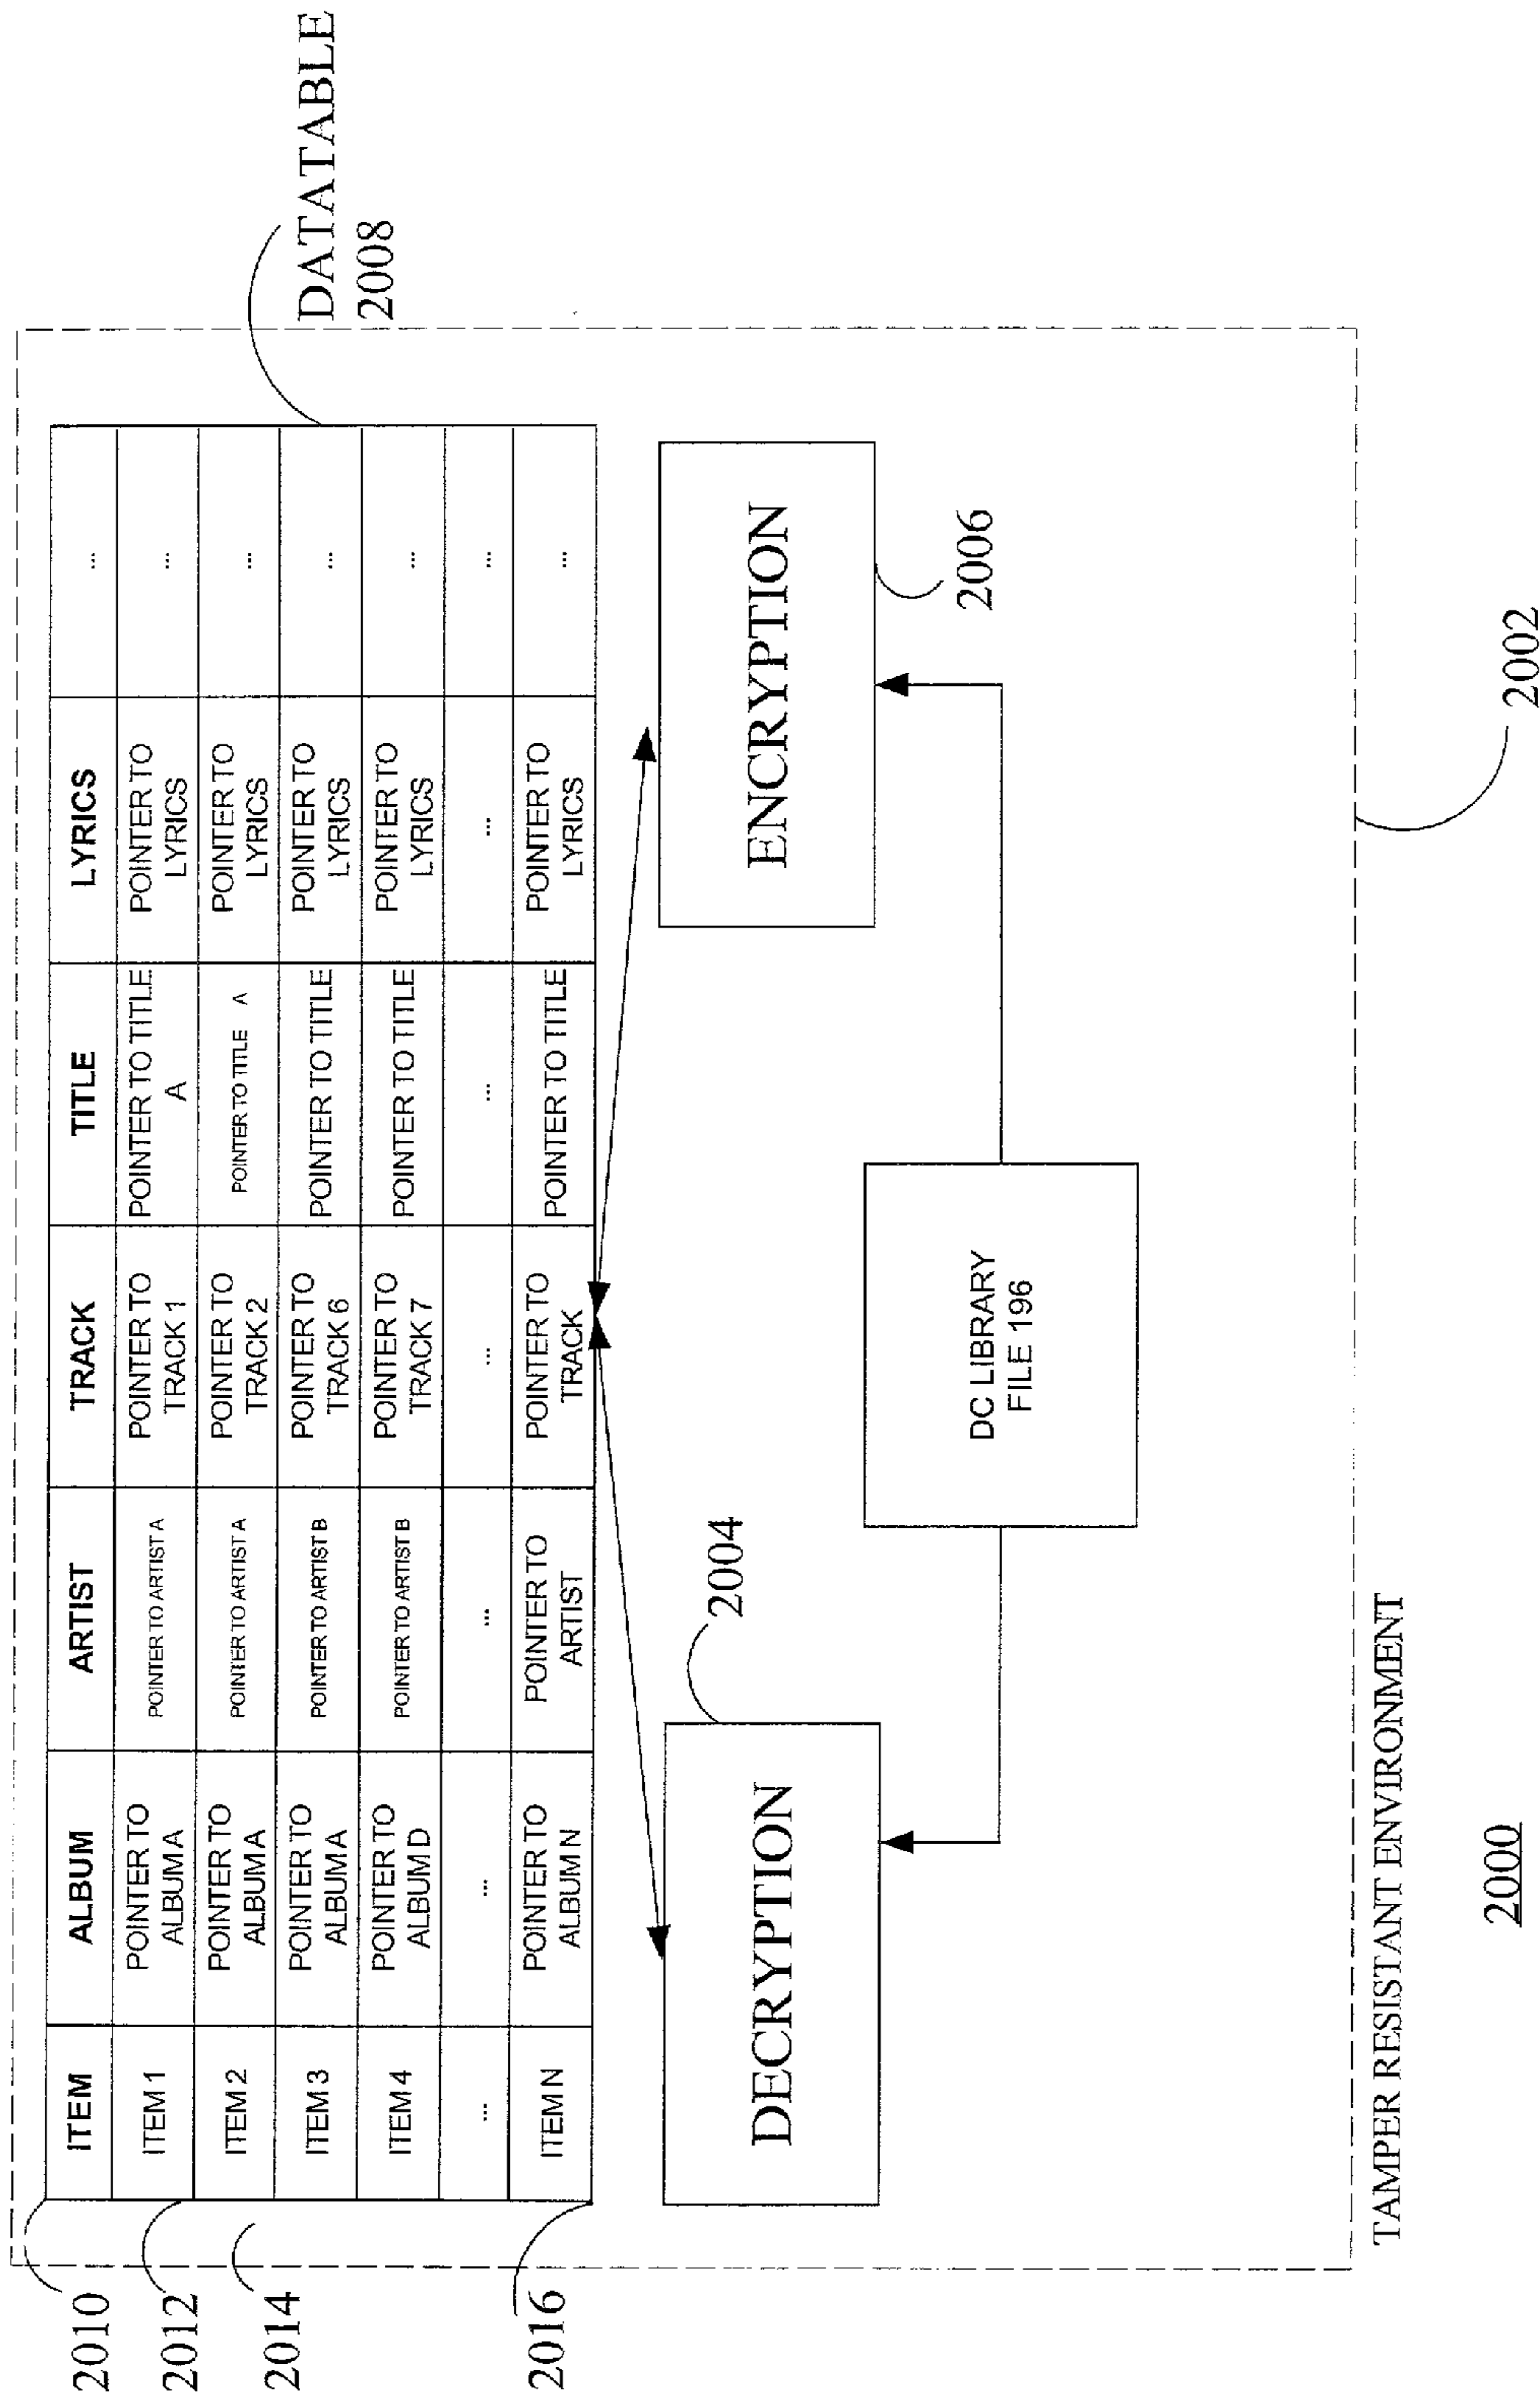 DATATABLE
2008
2010
2012
2014
2016
ITEM ALBUM ARTIST TRACK TITLE LYRICS ...
ITEM 1 POINTER TO ALBUM A POINTER TO ARTIST A POINTER TO TRACK 1 POINTER TO TITLE A POINTER TO LYRICS ...
ITEM 2 POINTER TO ALBUM A POINTER TO ARTIST A POINTER TO TRACK 2 POINTER TO TITLE A POINTER TO LYRICS ...
ITEM 3 POINTER TO ALBUM A POINTER TO ARTIST B POINTER TO TRACK 6 POINTER TO TITLE POINTER TO LYRICS ...
ITEM 4 POINTER TO ALBUM D POINTER TO ARTIST B POINTER TO TRACK 7 POINTER TO TITLE POINTER TO LYRICS ...
... ... ... ... ... ... ...
ITEM N POINTER TO ALBUM N POINTER TO ARTIST POINTER TO TRACK POINTER TO TITLE POINTER TO LYRICS ...
DECRYPTION
2004
ENCRYPTION
2006
DC LIBRARY
FILE 196
TAMPER RESISTANT ENVIRONMENT
2002
2000